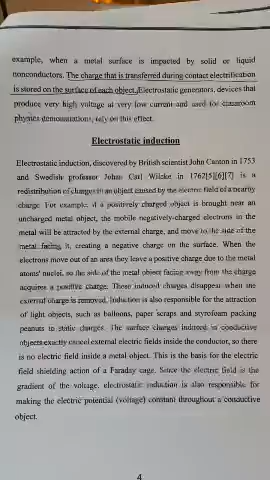 example, when a metal surface is impacted by solid or liquid
nonconductors. The charge that is transferred during contact electrification
is stored on the surface of each object. Electrostatic generators, devices that
produce very high voltage at very low current and used for classroom
physics demonstrations, rely on this effect.
Electrostatic induction
Electrostatic induction, discovered by British scientist John Canton in 1753
and Swedish professor Johan Carl Wilcke in 1762[5][6][7] is a
redistribution of charges in an object caused by the electric field of a nearby
charge. For example, if a positively charged object is brought near an
uncharged metal object, the mobile negatively-charged electrons in the
metal will be attracted by the external charge, and move to the side of the
metal facing it, creating a negative charge on the surface. When the
electrons move out of an area they leave a positive charge due to the metal
atoms' nuclei, so the side of the metal object facing away from the charge
acquires a positive charge. These induced charges disappear when the
external charge is removed. Induction is also responsible for the attraction
of light objects, such as balloons, paper scraps and styrofoam packing
peanuts to static charges. The surface charges induced in conductive
objects exactly cancel external electric fields inside the conductor, so there
is no electric field inside a metal object. This is the basis for the electric
field shielding action of a Faraday cage. Since the electric field is the
gradient of the voltage, electrostatic induction is also responsible for
making the electric potential (voltage) constant throughout a conductive
object.
4